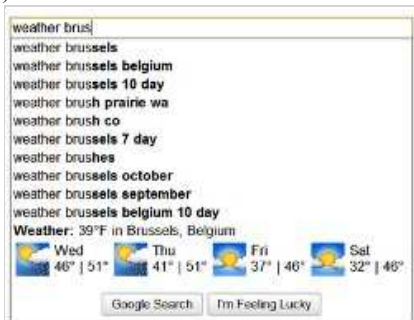 weather brus
weather brussels
weather brussels belgium
weather brussels 10 day
weather brush prairie wa
weather brush co
weather brussels 7 day
weather brushes
weather brussels october
weather brussels september
weather brussels belgium 10 day
Weather: 39°F in Brussels, Belgium
Wed Thu Fri Sat
46° | 51° 41° | 51° 37° | 46° 32° | 46°
Google Search I'm Feeling Lucky